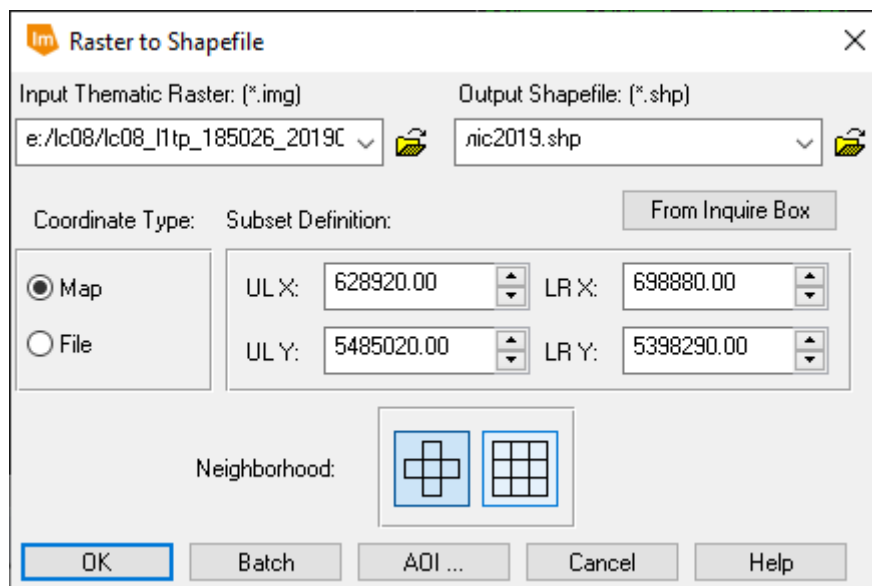 Im Raster to Shapefile
Input Thematic Raster: (*.img) Output Shapefile: (*.shp)
e:/lc08/lc08_l1tp_185026_2019 лic2019.shp
From Inquire Box
Coordinate Type: Subset Definition:
Map UL X: 628920.00 LR X: 698880.00
File UL Y: 5485020.00 LR Y: 5398290.00
Neighborhood:
OK Batch AOI ... Cancel Help